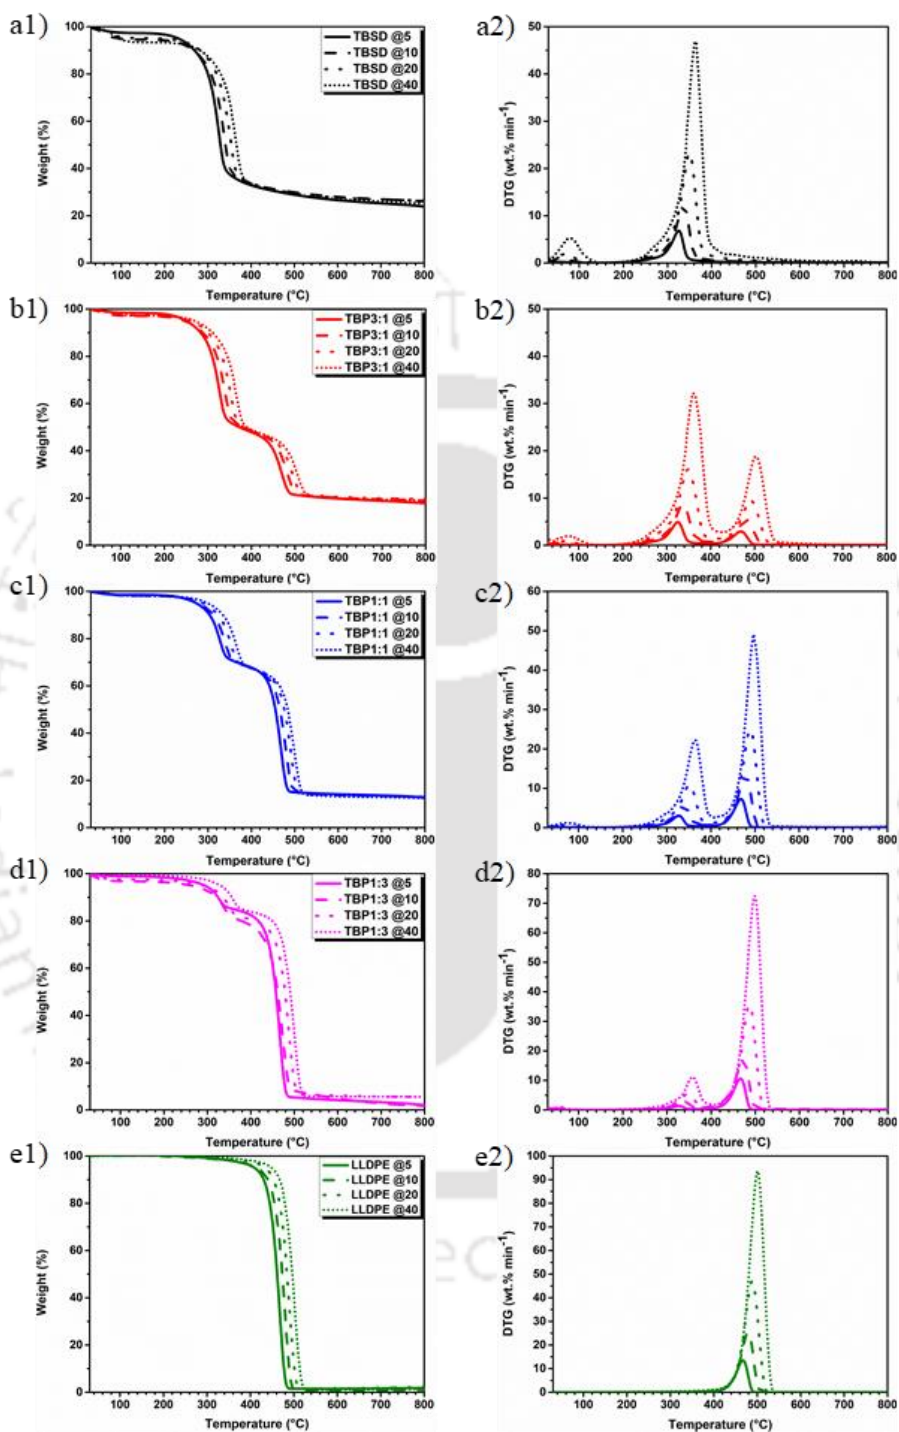 a1)
100
80
60
40
20
0
Weight (%)
100 200 300 400 500 600 700 800
Temperature (°C)
TBSD @5
TBSD @10
TBSD @20
TBSD @40
a2)
50
40
30
20
10
0
DTG (wt.% min⁻¹)
100 200 300 400 500 600 700 800
Temperature (°C)
b1)
100
80
60
40
20
0
Weight (%)
100 200 300 400 500 600 700 800
Temperature (°C)
TBP3:1 @5
TBP3:1 @10
TBP3:1 @20
TBP3:1 @40
b2)
50
40
30
20
10
0
DTG (wt.% min⁻¹)
100 200 300 400 500 600 700 800
Temperature (°C)
c1)
100
80
60
40
20
0
Weight (%)
100 200 300 400 500 600 700 800
Temperature (°C)
TBP1:1 @5
TBP1:1 @10
TBP1:1 @20
TBP1:1 @40
c2)
60
50
40
30
20
10
0
DTG (wt.% min⁻¹)
100 200 300 400 500 600 700 800
Temperature (°C)
d1)
100
80
60
40
20
0
Weight (%)
100 200 300 400 500 600 700 800
Temperature (°C)
TBP1:3 @5
TBP1:3 @10
TBP1:3 @20
TBP1:3 @40
d2)
80
70
60
50
40
30
20
10
0
DTG (wt.% min⁻¹)
100 200 300 400 500 600 700 800
Temperature (°C)
e1)
100
80
60
40
20
0
Weight (%)
100 200 300 400 500 600 700 800
Temperature (°C)
LLDPE @5
LLDPE @10
LLDPE @20
LLDPE @40
e2)
100
90
80
70
60
50
40
30
20
10
0
DTG (wt.% min⁻¹)
100 200 300 400 500 600 700 800
Temperature (°C)